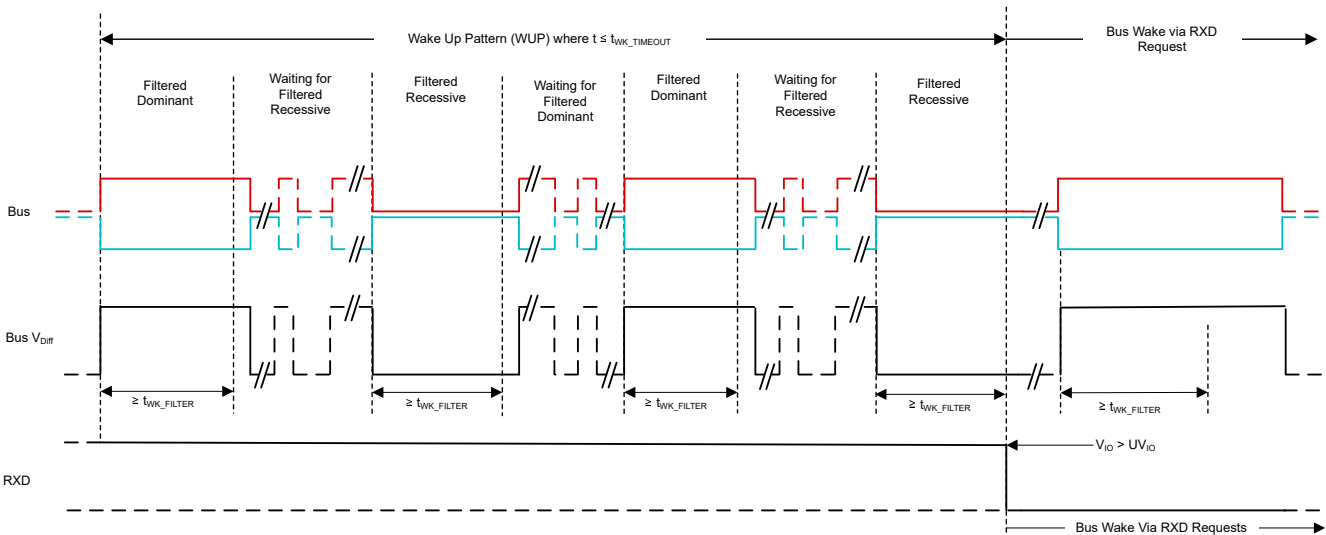 Wake Up Pattern (WUP) where t ≤ tWK_TIMEOUT
Bus Wake via RXD
Request
Filtered
Dominant
Waiting for
Filtered
Recessive
Filtered
Recessive
Waiting for
Filtered
Dominant
Filtered
Dominant
Waiting for
Filtered
Recessive
Filtered
Recessive
Bus
Bus VDiff
≥ tWK_FILTER
≥ tWK_FILTER
≥ tWK_FILTER
≥ tWK_FILTER
≥ tWK_FILTER
VIO > UVIO
RXD
Bus Wake Via RXD Requests